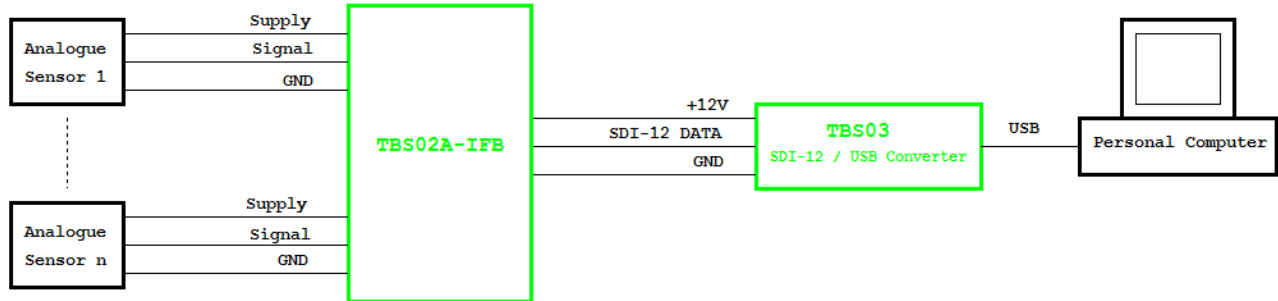 Analogue
Sensor 1
Supply
Signal
GND
Analogue
Sensor n
Supply
Signal
GND
TBS02A-IFB
+12V
SDI-12 DATA
GND
TBS03
SDI-12 / USB Converter
USB
Personal Computer